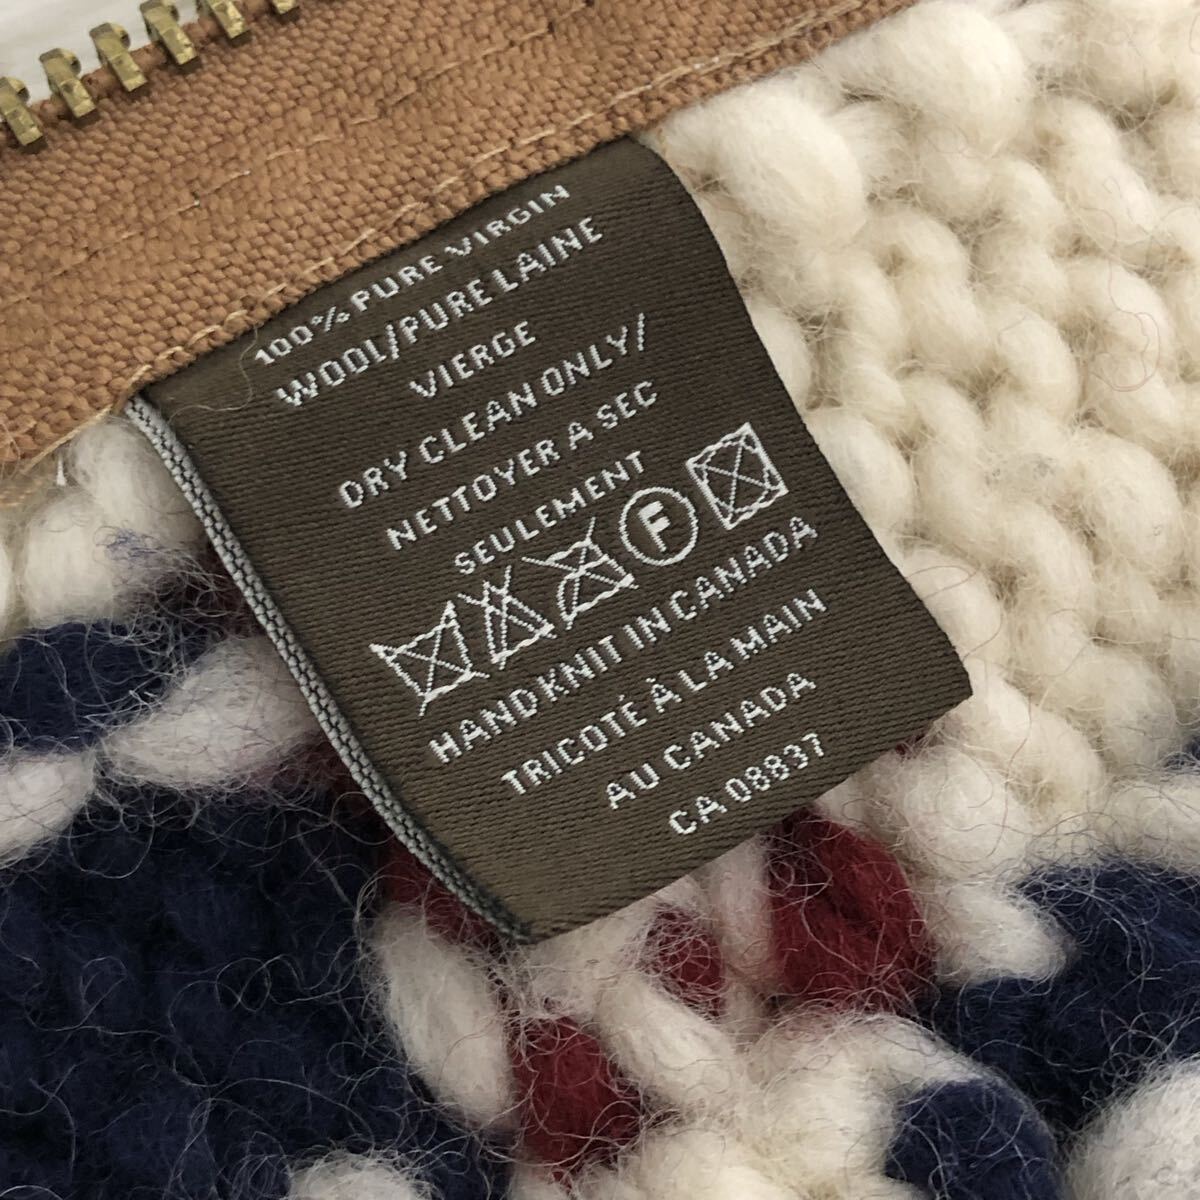 100% PURE VIRGIN
WOOL/PURE LAINE
VIERGE
DRY CLEAN ONLY/
NETTOYER A SEC
SEULEMENT
F
HAND KNIT IN CANADA
TRICOTÉ À LA MAIN
AU CANADA
CA 08837